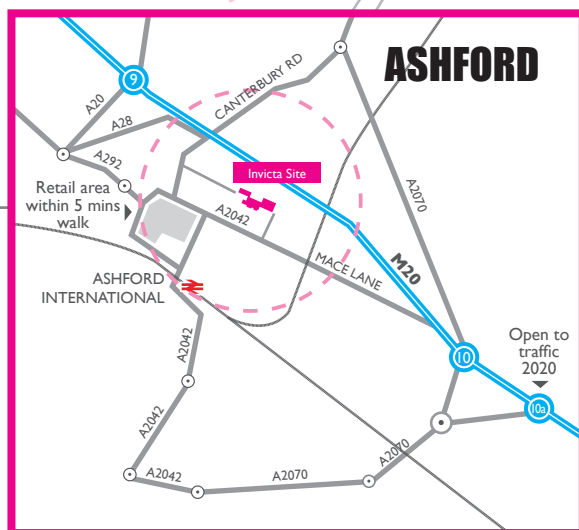 ASHFORD
9
CANTERBURY RD
A20
A28
A292
Invicta Site
Retail area
within 5 mins
walk
A2042
A2070
MACE LANE
M20
ASHFORD
INTERNATIONAL
10
Open to
traffic
2020
10a
A2042
A2042
A2042
A2070
A2070